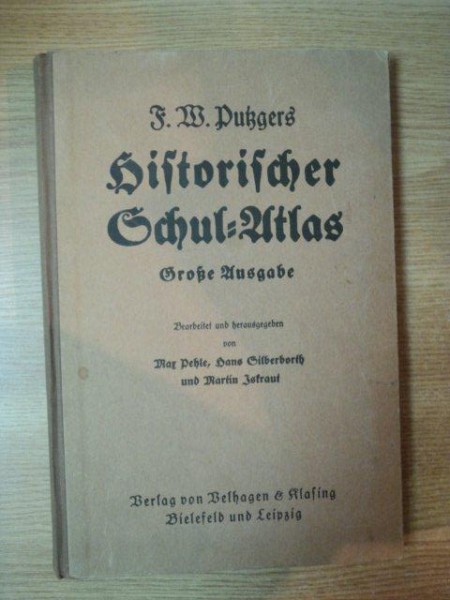 F. W. Putzgers
Historischer
Schul-Atlas
Große Ausgabe
Bearbeitet und herausgegeben
von
Max Pehle, Hans Silberborth
und Martin Iskraut
Verlag von Velhagen & Klasing
Bielefeld und Leipzig